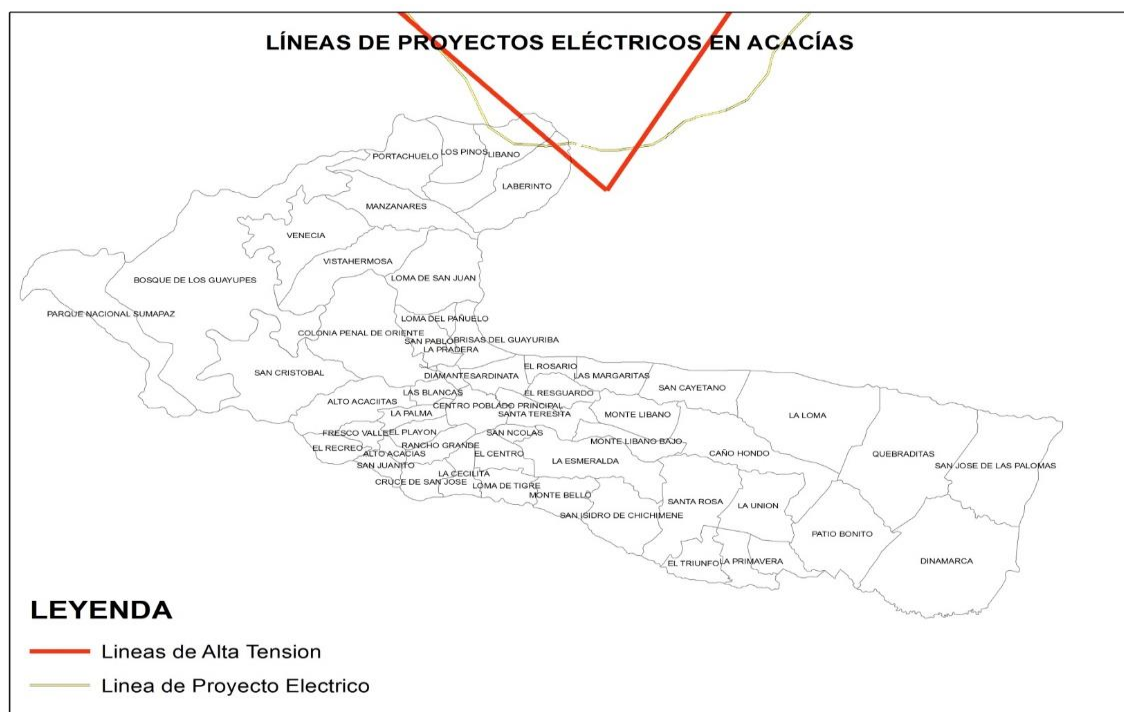 LÍNEAS DE PROYECTOS ELÉCTRICOS EN ACACÍAS
PORTACHUELO
LOS PINOS
LIBANO
LABERINTO
MANZANARES
VENECIA
VISTAHERMOSA
LOMA DE SAN JUAN
BOSQUE DE LOS GUAYUPES
PARQUE NACIONAL SUMAPAZ
LOMA DEL PAÑUELO
COLONIA PENAL DE ORIENTE
SAN PABLO
BRISAS DEL GUAYURIBA
LA PRADERA
EL ROSARIO
SAN CRISTOBAL
DIAMANTE
SARDINATA
LAS MARGARITAS
SAN CAYETANO
ALTO ACACIITAS
LAS BLANCAS
EL RESGUARDO
CENTRO POBLADO PRINCIPAL
LA PALMA
SANTA TERESITA
MONTE LIBANO
LA LOMA
FRESCO VALLE
EL PLAYON
SAN NCOLAS
EL RECREO
RANCHO GRANDE
MONTE LIBANO BAJO
ALTO ACACIAS
EL CENTRO
CAÑO HONDO
QUEBRADITAS
SAN JUANITO
LA ESMERALDA
SAN JOSE DE LAS PALOMAS
LA CECILITA
CRUCE DE SAN JOSE
LOMA DE TIGRE
MONTE BELLO
SANTA ROSA
LA UNION
SAN ISIDRO DE CHICHIMENE
PATIO BONITO
EL TRIUNFO
LA PRIMAVERA
DINAMARCA
LEYENDA
Lineas de Alta Tension
Linea de Proyecto Electrico